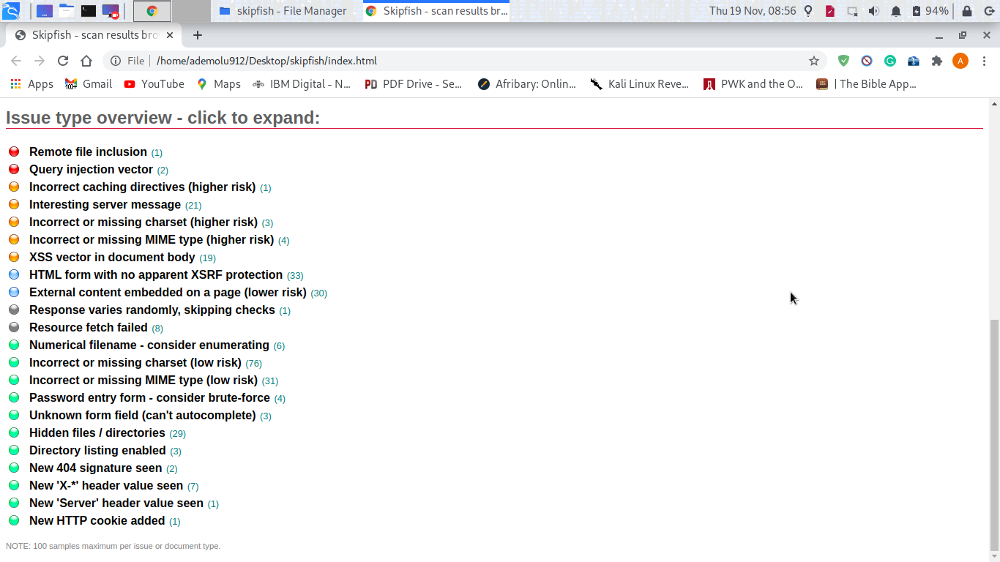 skipfish - File Manager
Skipfish - scan results br...
Thu 19 Nov, 08:56
94%
Skipfish - scan results bro
File
/home/ademolu912/Desktop/skipfish/index.html
A
Apps
Gmail
YouTube
Maps
IBM Digital - N...
PDF Drive - Se...
Afribary: Onlin...
Kali Linux Reve...
PWK and the O...
| The Bible App...
Issue type overview - click to expand:
Remote file inclusion (1)
Query injection vector (2)
Incorrect caching directives (higher risk) (1)
Interesting server message (21)
Incorrect or missing charset (higher risk) (3)
Incorrect or missing MIME type (higher risk) (4)
XSS vector in document body (19)
HTML form with no apparent XSRF protection (33)
External content embedded on a page (lower risk) (30)
Response varies randomly, skipping checks (1)
Resource fetch failed (8)
Numerical filename - consider enumerating (6)
Incorrect or missing charset (low risk) (76)
Incorrect or missing MIME type (low risk) (31)
Password entry form - consider brute-force (4)
Unknown form field (can't autocomplete) (3)
Hidden files / directories (29)
Directory listing enabled (3)
New 404 signature seen (2)
New 'X-*' header value seen (7)
New 'Server' header value seen (1)
New HTTP cookie added (1)
NOTE: 100 samples maximum per issue or document type.